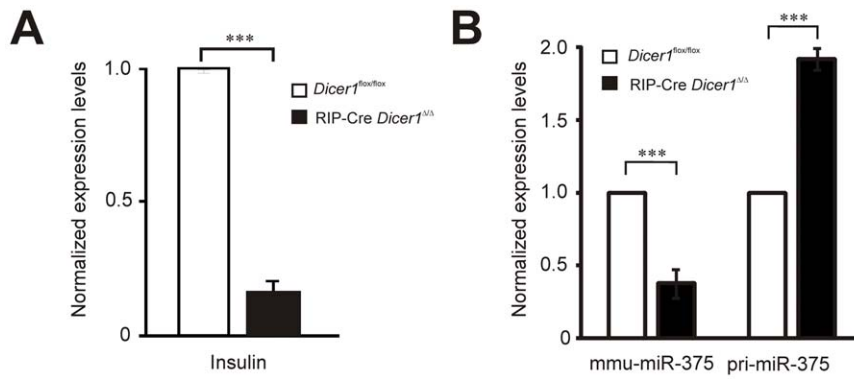 A
Normalized expression levels
1.0
0.5
0
***
Dicer1flox/flox
RIP-Cre Dicer1Δ/Δ
Insulin
B
Normalized expression levels
2.0
1.5
1.0
0.5
0
Dicer1flox/flox
RIP-Cre Dicer1Δ/Δ
***
***
mmu-miR-375 pri-miR-375